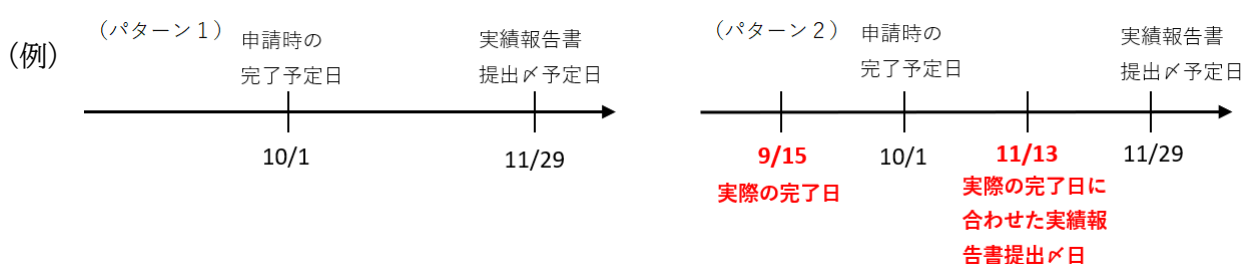 (例)
（パターン１）
申請時の
完了予定日
実績報告書
提出〆予定日
10/1
11/29
（パターン２）
申請時の
完了予定日
実績報告書
提出〆予定日
9/15
実際の完了日
10/1
11/13
実際の完了日に
合わせた実績報
告書提出〆日
11/29